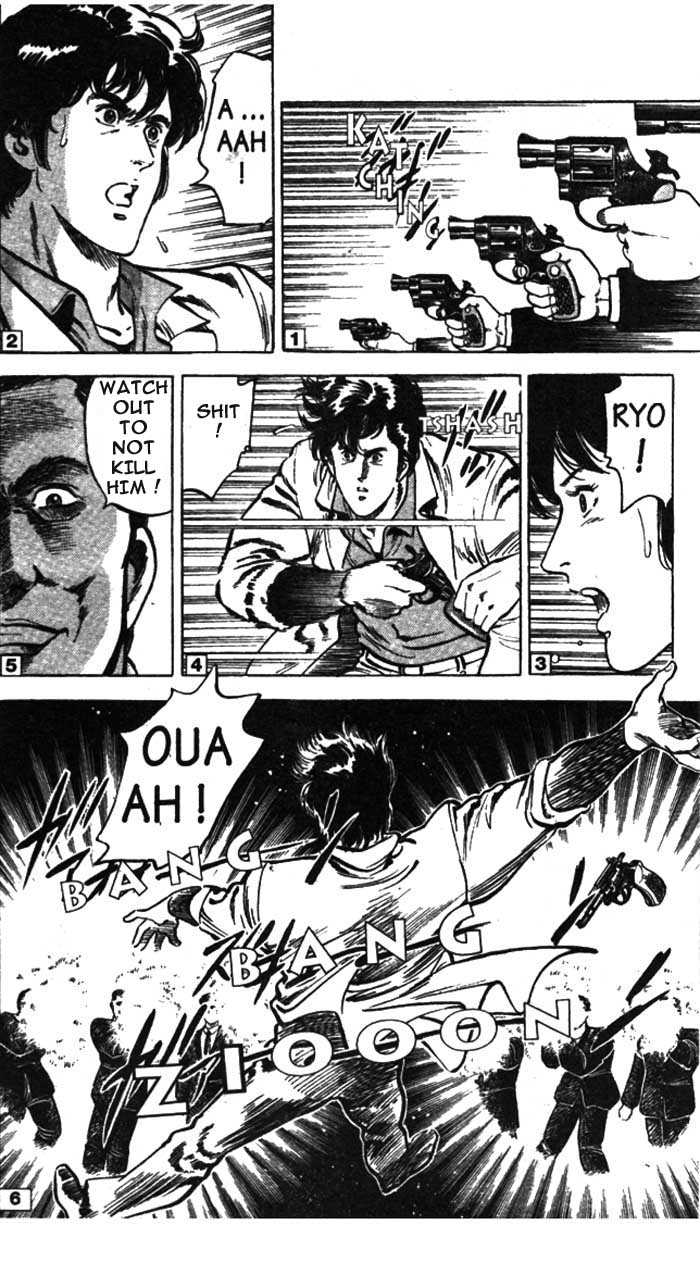 KATCHING
1
A ...
AAH
!
2
RYO
!
3
SHIT
!
TSHASH
4
WATCH
OUT
TO
NOT
KILL
HIM !
5
OUA
AH !
BANG
BANG
ZIOOON
6